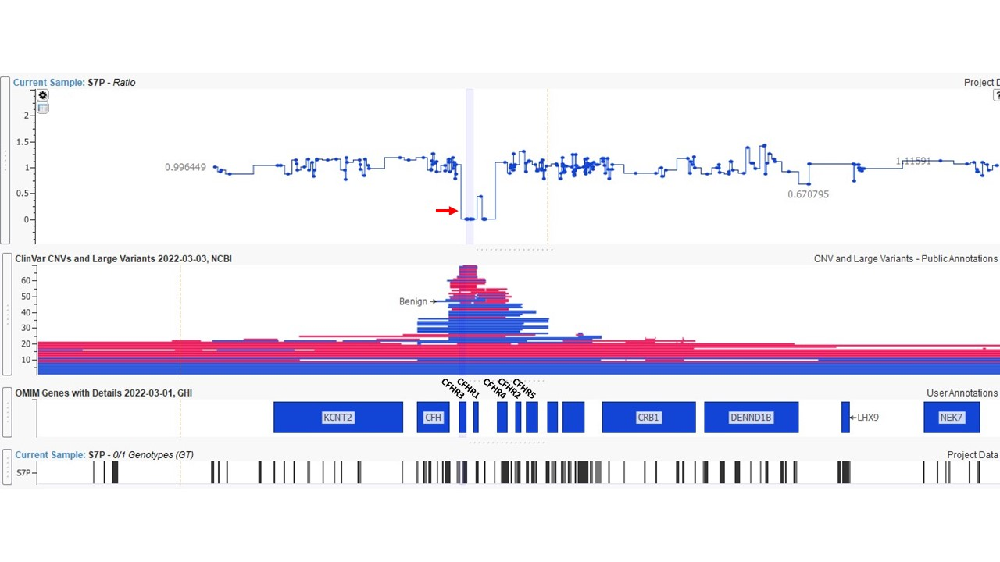 Current Sample: S7P - Ratio
Project D
?
2
1.5
1
0.5
0
0.996449
1.11591
0.670795
ClinVar CNVs and Large Variants 2022-03-03, NCBI
CNV and Large Variants - Public Annotations
60
50
40
30
20
10
Benign
CFHR3
CFHR1
CFHR4
CFHR2
CFHR5
OMIM Genes with Details 2022-03-01, GHI
User Annotations
KCNT2
CFH
CRB1
DENND1B
LHX9
NEK7
Current Sample: S7P - 0/1 Genotypes (GT)
Project Data
S7P